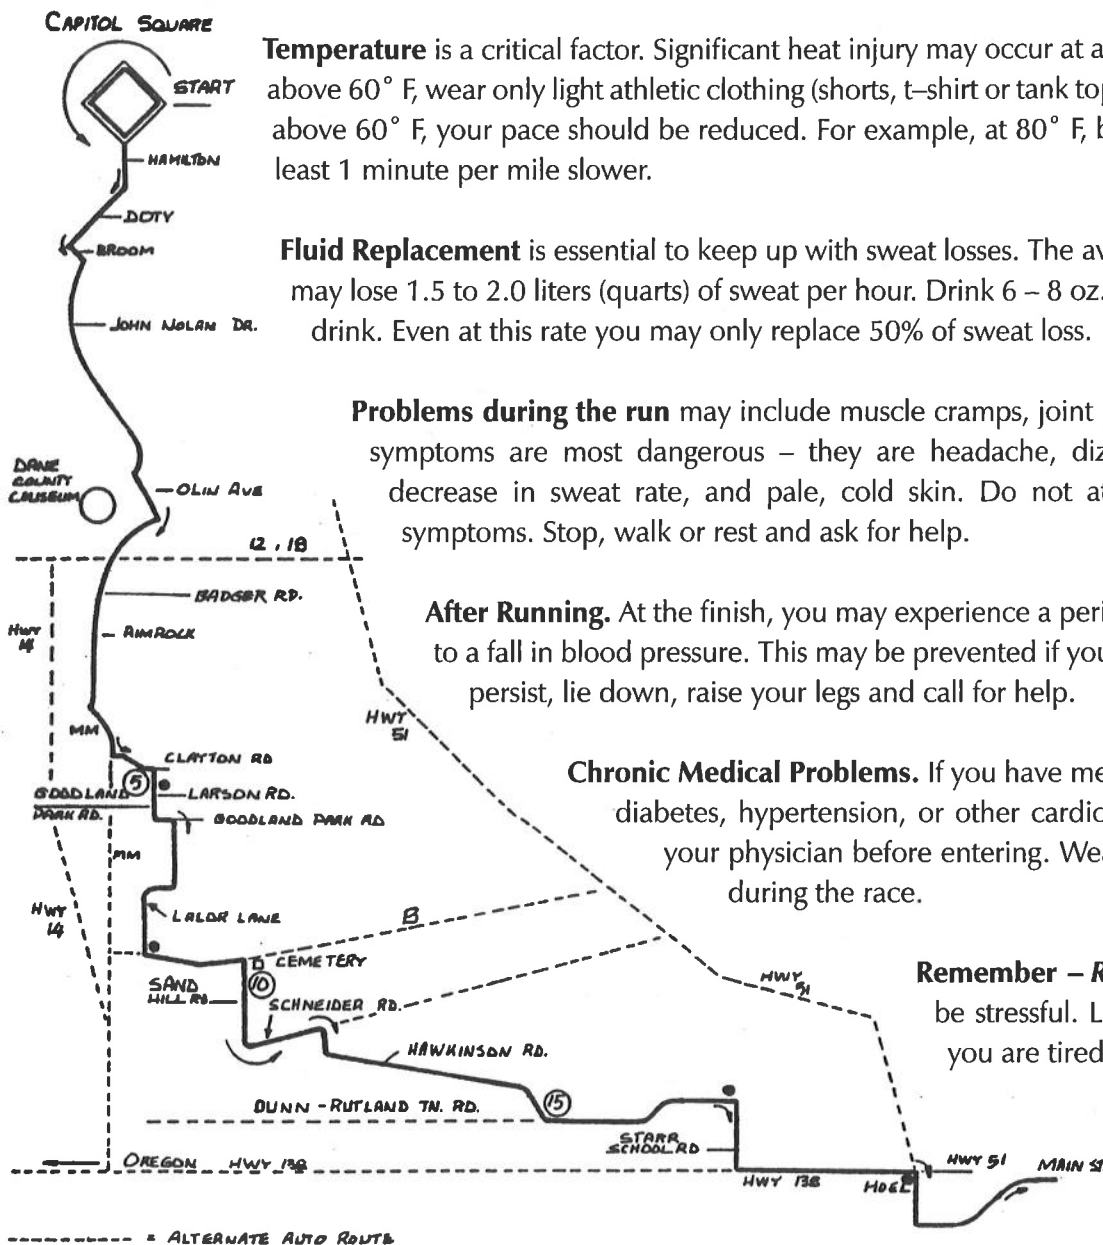 CAPITOL SQUARE
START
HAMILTON
DOTY
BROOM
JOHN NOLAN DR.
Temperature is a critical factor. Significant heat injury may occur at a
above 60° F, wear only light athletic clothing (shorts, t–shirt or tank top
above 60° F, your pace should be reduced. For example, at 80° F, b
least 1 minute per mile slower.
Fluid Replacement is essential to keep up with sweat losses. The av
may lose 1.5 to 2.0 liters (quarts) of sweat per hour. Drink 6 – 8 oz.
drink. Even at this rate you may only replace 50% of sweat loss.
Problems during the run may include muscle cramps, joint
symptoms are most dangerous – they are headache, diz
decrease in sweat rate, and pale, cold skin. Do not at
symptoms. Stop, walk or rest and ask for help.
DANE
COUNTY
COLISEUM
OLIN AVE
12, 18
BADGER RD.
HWY
14
RIMROCK
After Running. At the finish, you may experience a peri
to a fall in blood pressure. This may be prevented if you
persist, lie down, raise your legs and call for help.
HWY
51
MM
CLAYTON RD
5
GOODLAND
PARK RD.
LARSON RD.
GOODLAND PARK RD
MM
Chronic Medical Problems. If you have me
diabetes, hypertension, or other cardio
your physician before entering. Wea
during the race.
HWY
14
LALOR LANE
B
CEMETERY
SAND
HILL RD.
10
SCHNEIDER RD.
HWY
51
Remember – R
be stressful. L
you are tired
HAWKINSON RD.
DUNN - RUTLAND TN. RD.
15
STARR
SCHOOL RD
OREGON HWY 138
HWY 138
HWY 51
MAIN ST
= ALTERNATE AUTO ROUTE